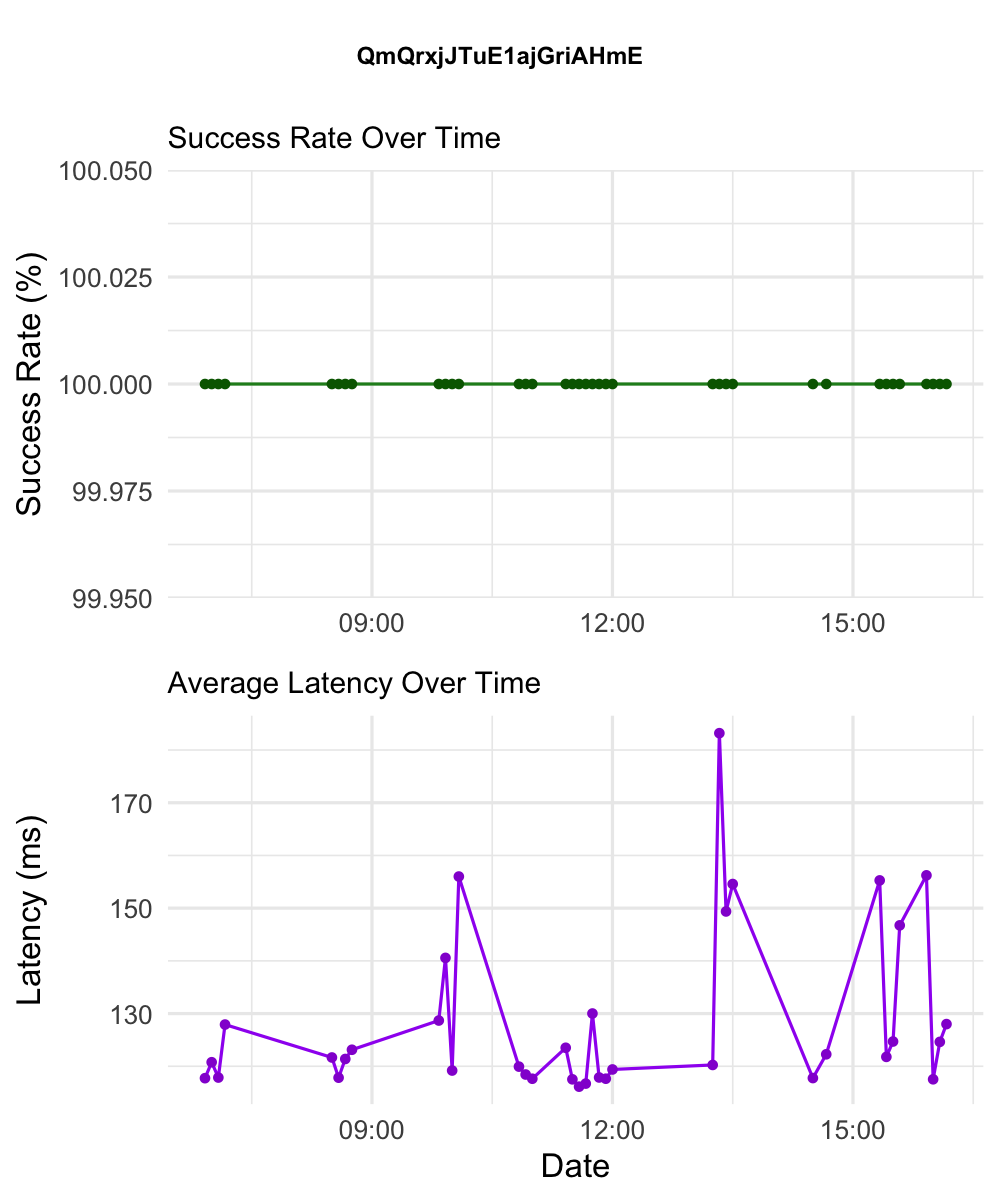 QmQrxjJTuE1ajGriAHmE
Success Rate Over Time
Success Rate (%)
100.050
100.025
100.000
99.975
99.950
09:00 12:00 15:00
Average Latency Over Time
Latency (ms)
170
150
130
09:00 12:00 15:00
Date